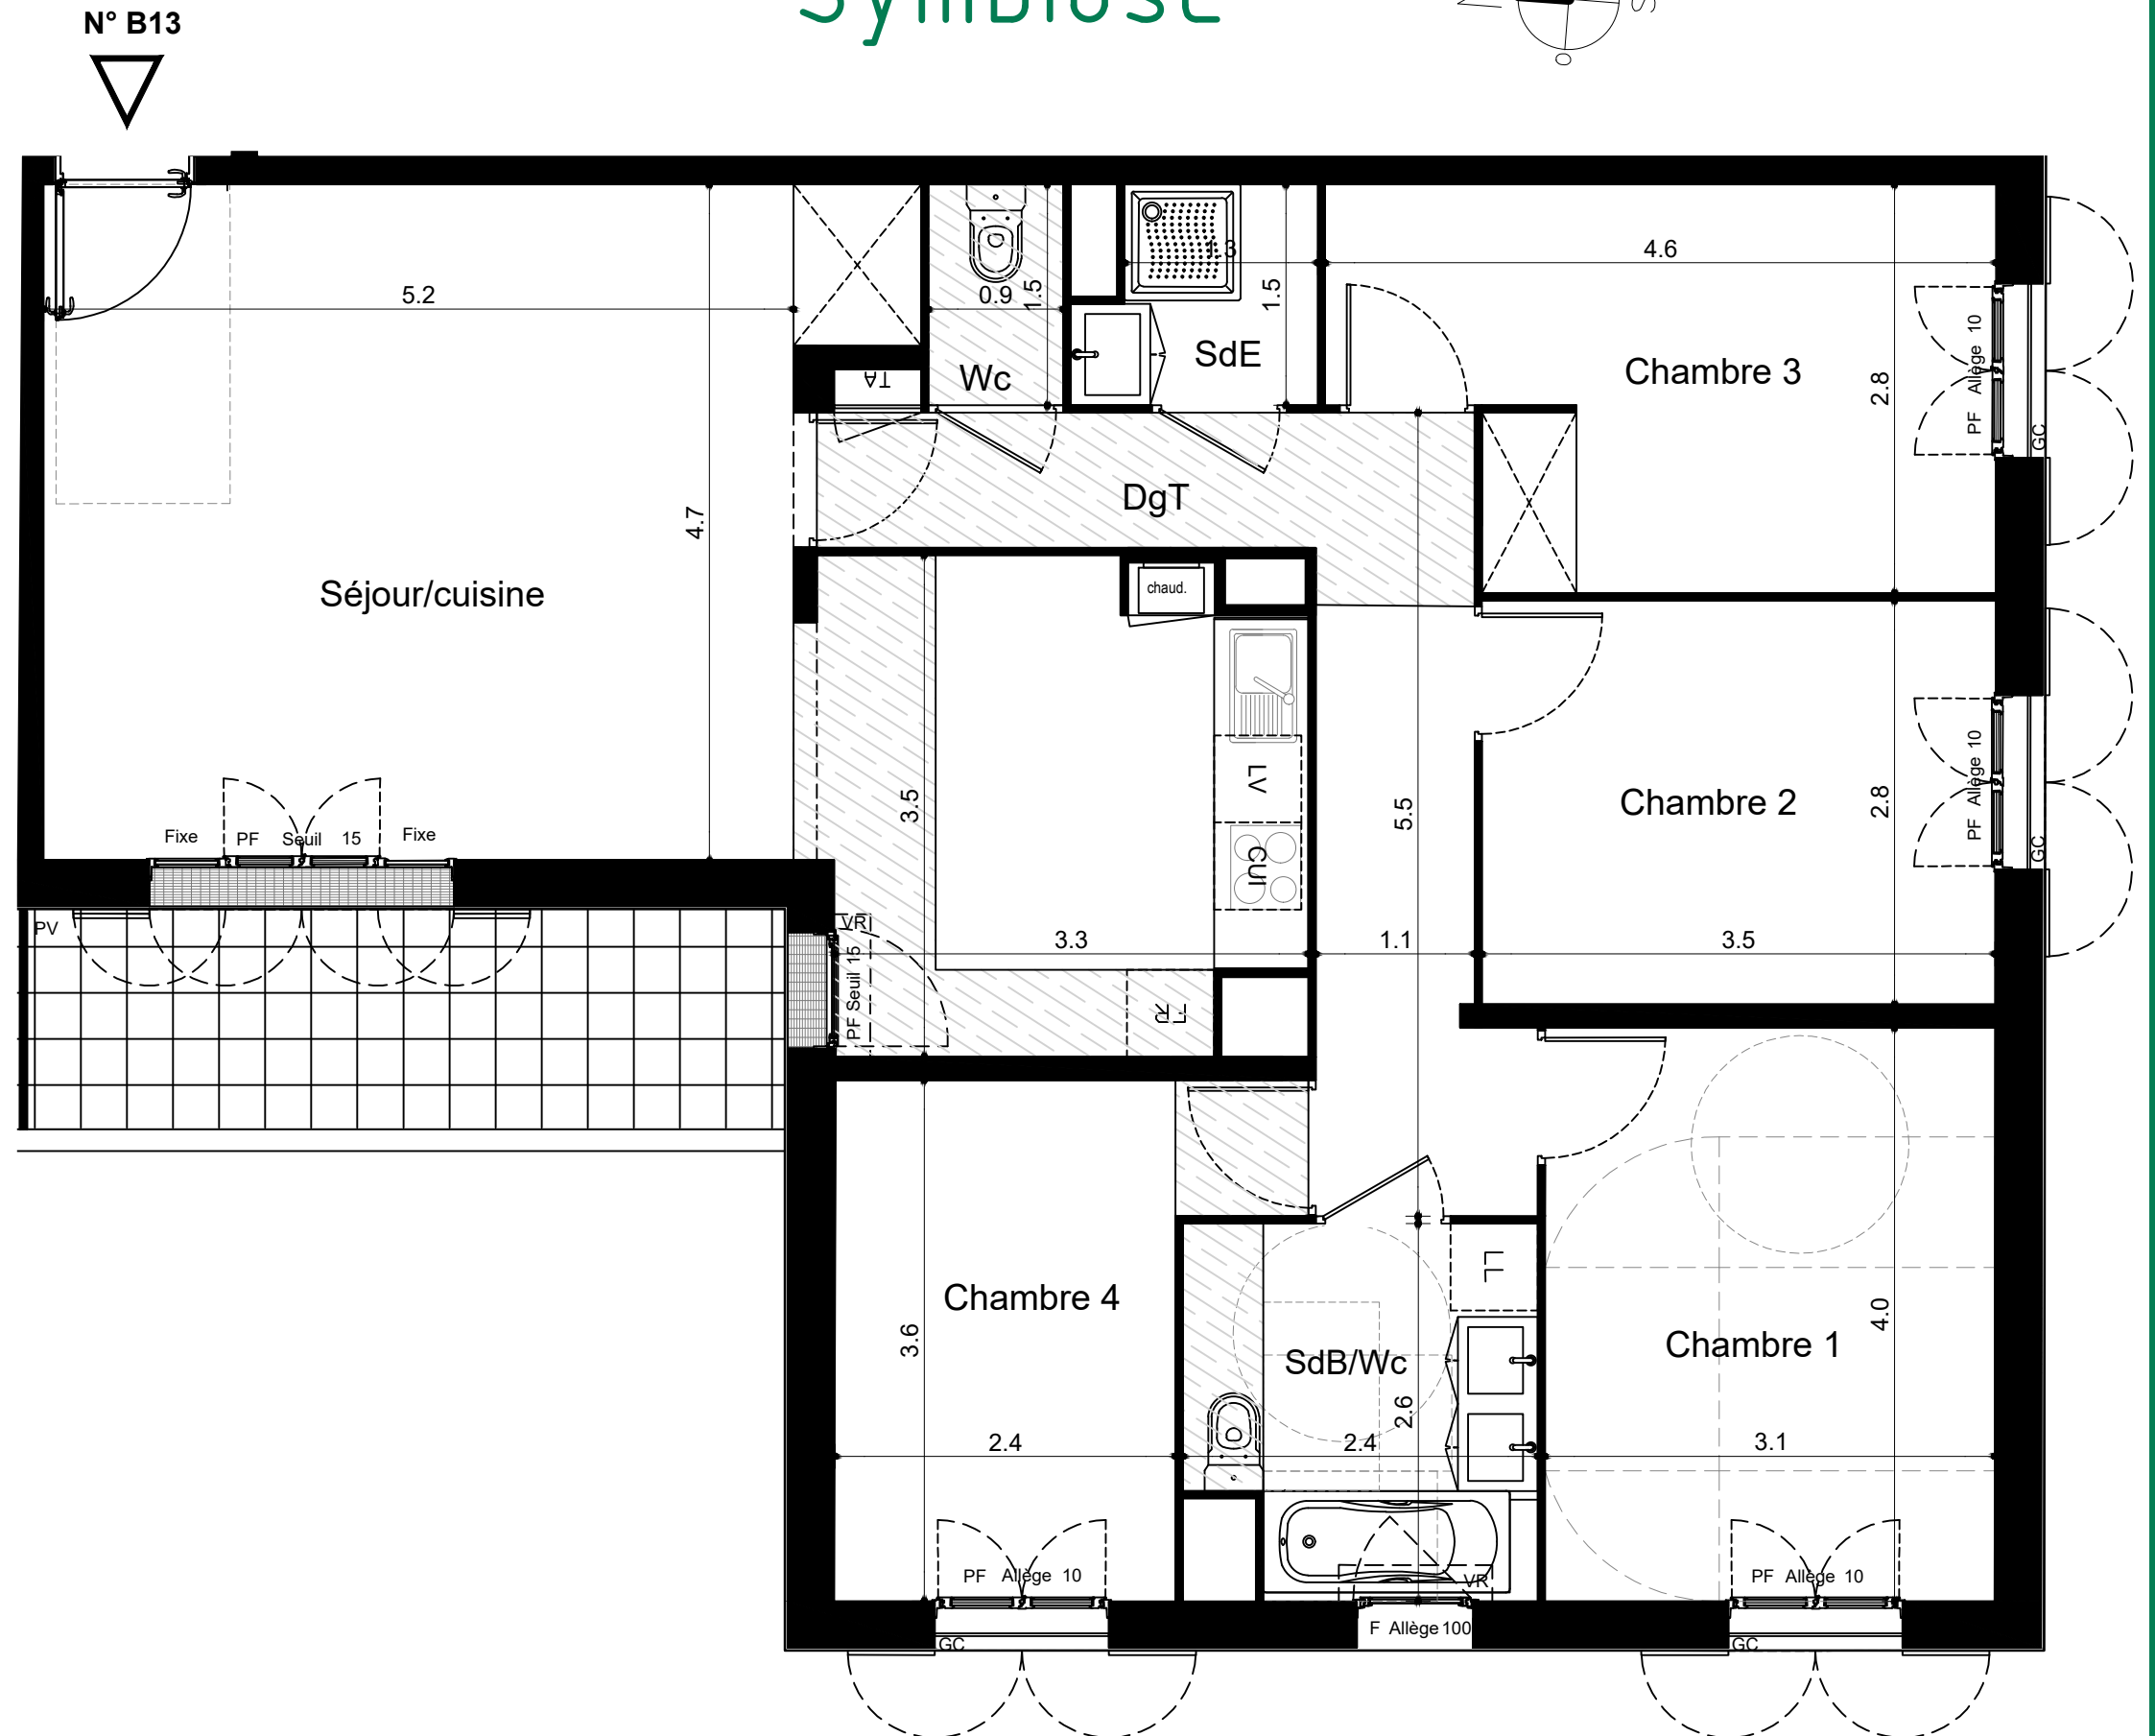 Symbiose
N° B13
S
O
5.2
0.9
1.5
1.3
1.5
4.6
Wc
SdE
Chambre 3
2.8
PF Allège 10
GC
TA
DgT
4.7
Séjour/cuisine
chaud.
LV
CUI
3.5
5.5
Chambre 2
2.8
PF Allège 10
GC
Fixe
PF Seuil 15
Fixe
PV
VR
PF Seuil 15
3.3
1.1
3.5
FR
Chambre 4
3.6
2.4
LL
SdB/Wc
2.6
2.4
Chambre 1
4.0
3.1
PF Allège 10
GC
VR
F Allège 100
PF Allège 10
GC